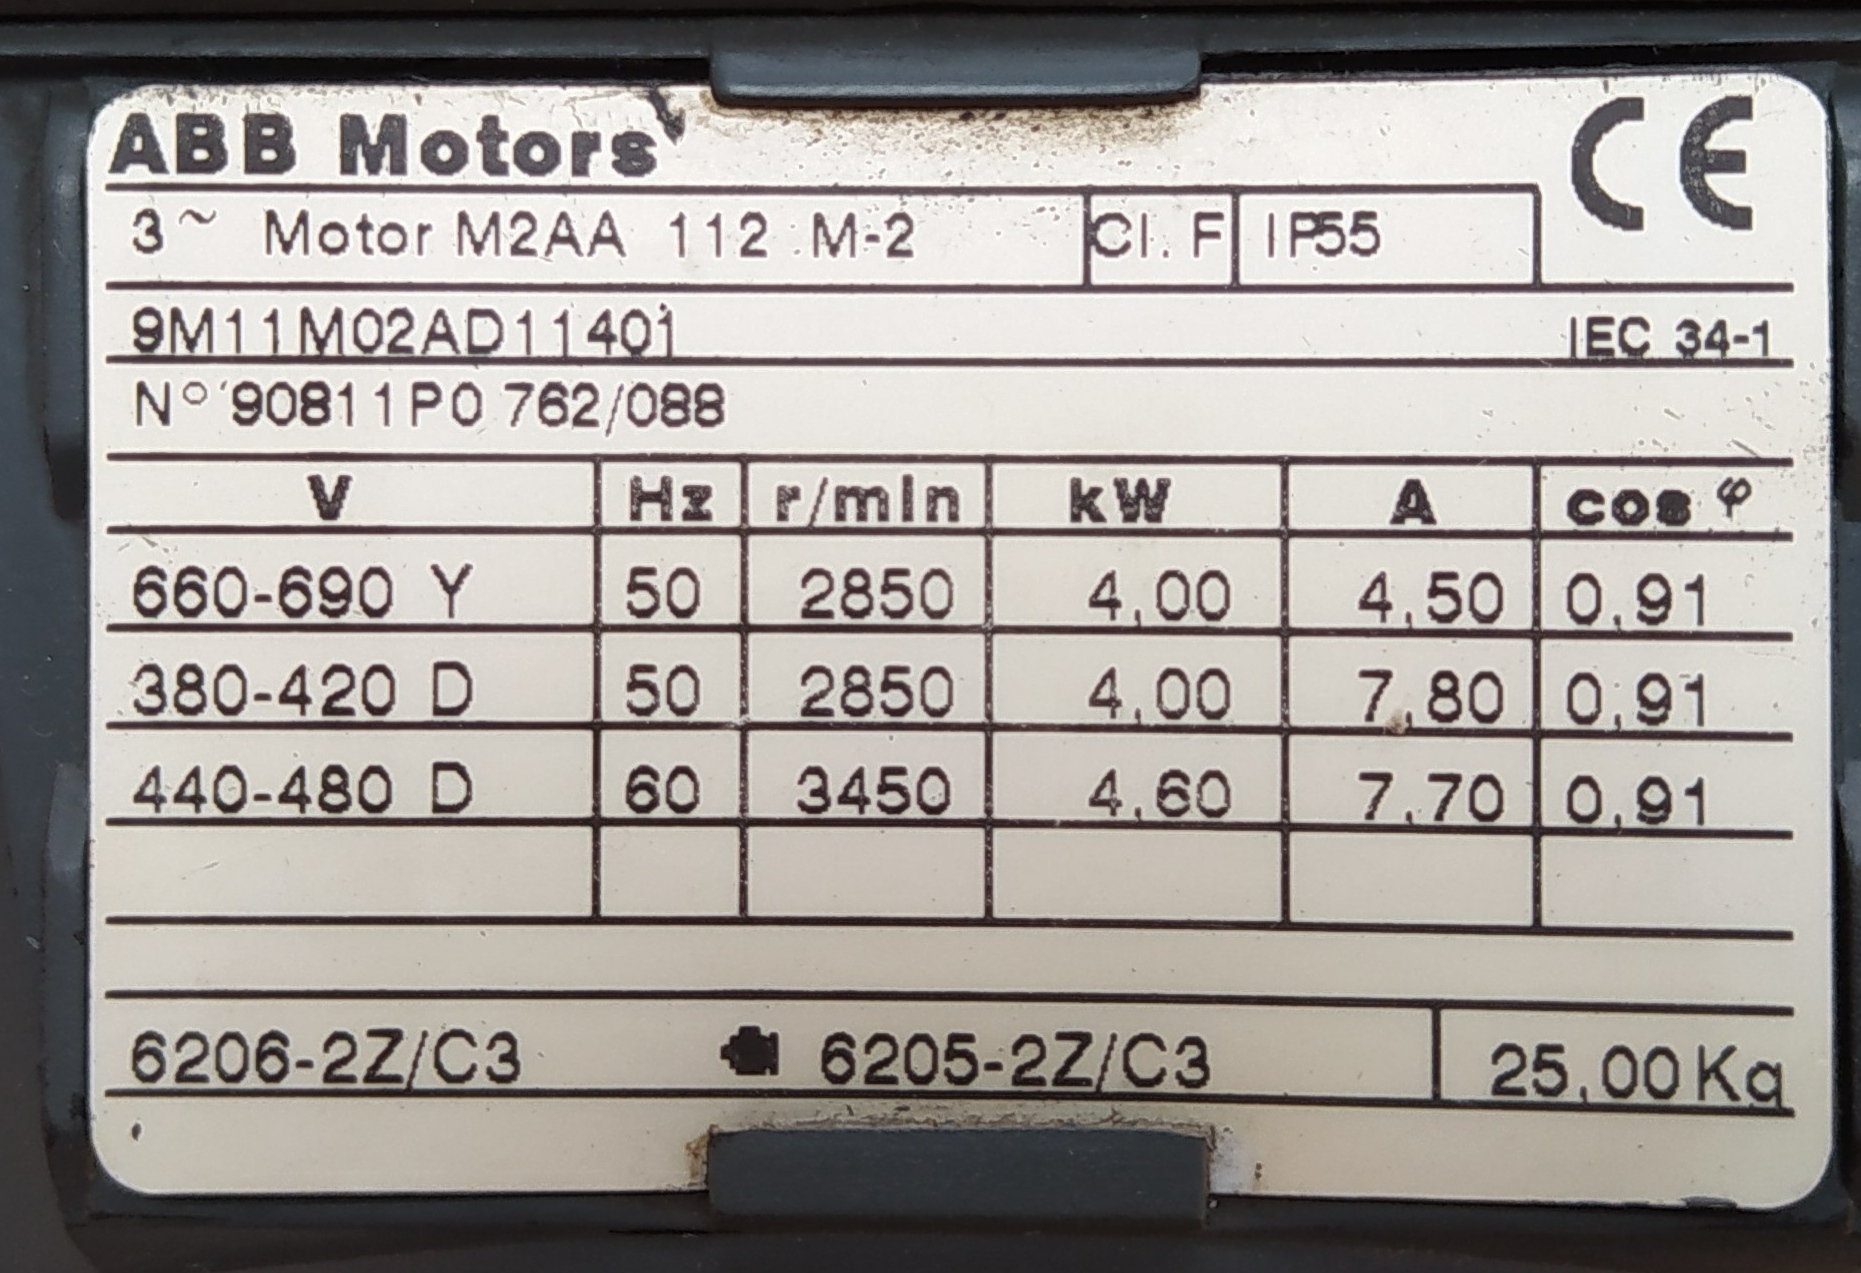 ABB Motors
CE
3~ Motor M2AA 112 M-2 Cl. F IP55
9M11M02AD11401
IEC 34-1
N° 90811P0 762/088
V Hz r/min kW A cos φ
660-690 Y 50 2850 4,00 4,50 0,91
380-420 D 50 2850 4,00 7,80 0,91
440-480 D 60 3450 4,60 7,70 0,91
6206-2Z/C3 6205-2Z/C3 25,00 Kg